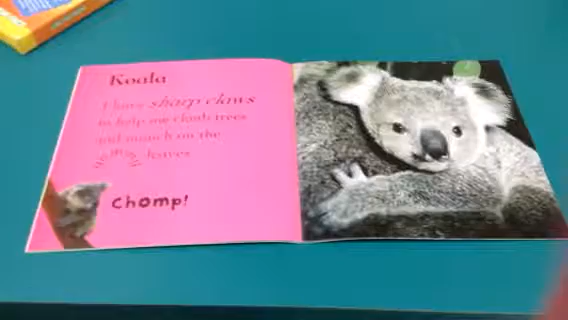 Koala
I have sharp claws
to help me climb trees
and munch on the
leaves
Chomp!